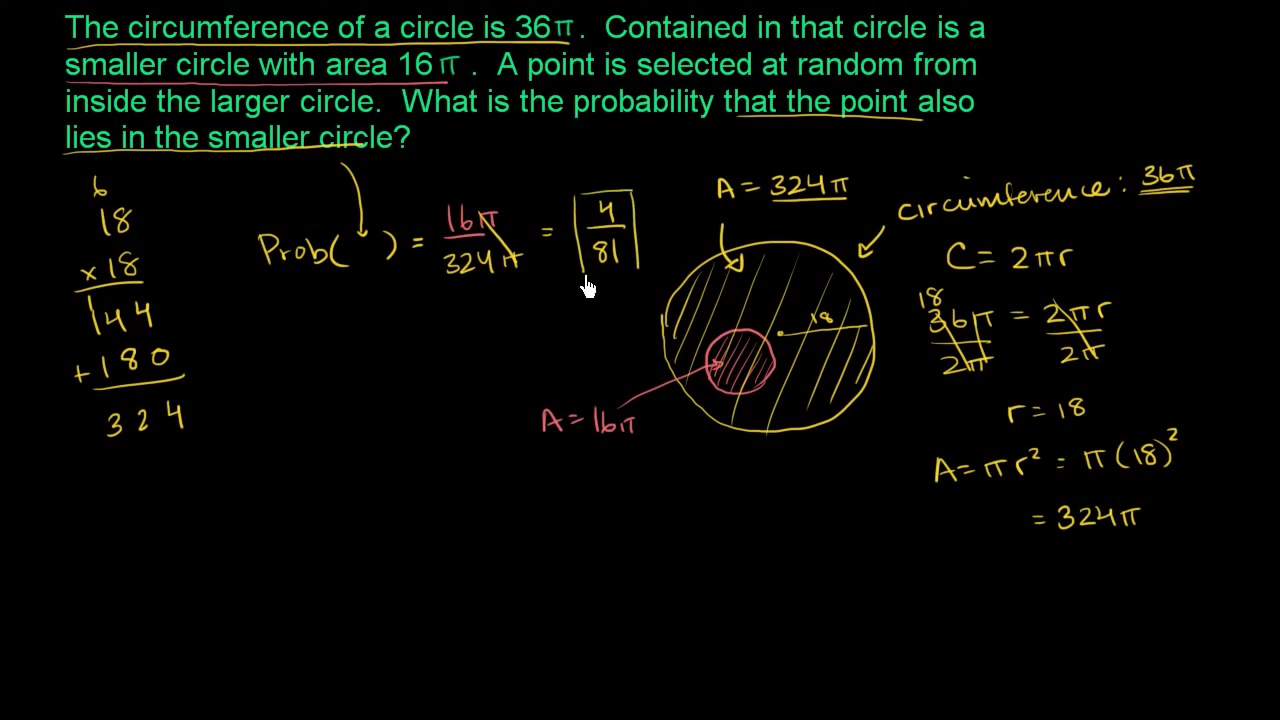 The circumference of a circle is 36π. Contained in that circle is a
smaller circle with area 16π. A point is selected at random from
inside the larger circle. What is the probability that the point also
lies in the smaller circle?
6
18
x 18
144
+ 180
324
Prob( ) = 16π/324π = 4/81
A = 324π
circumference: 36π
C = 2πr
18
36π/2π = 2πr/2π
r = 18
A = πr² = π(18)²
= 324π
18
A = 16π